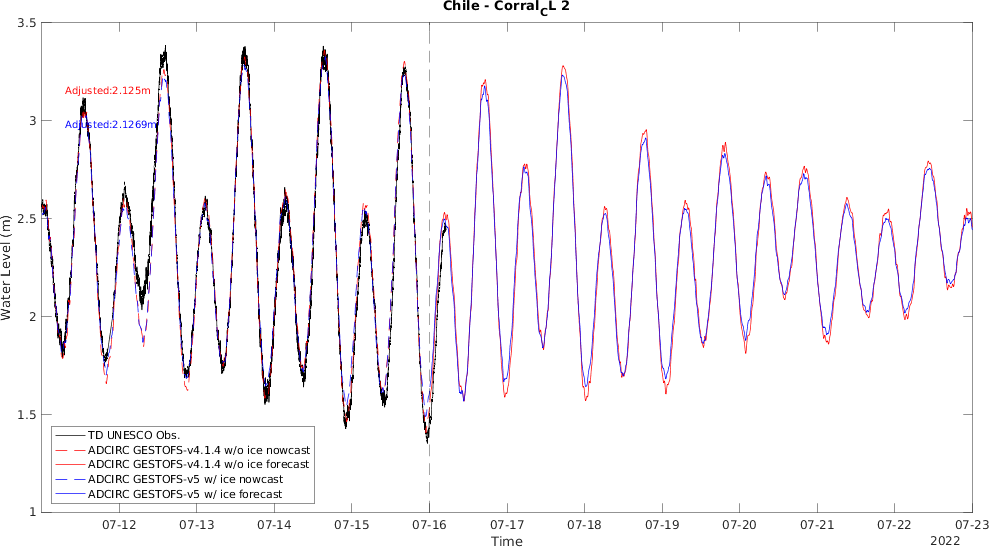 Chile - Corral_CL 2
3.5
Adjusted:2.125m
3
Adjusted:2.1269m
2.5
Water Level (m)
2
1.5
TD UNESCO Obs.
ADCIRC GESTOFS-v4.1.4 w/o ice nowcast
ADCIRC GESTOFS-v4.1.4 w/o ice forecast
ADCIRC GESTOFS-v5 w/ ice nowcast
ADCIRC GESTOFS-v5 w/ ice forecast
1
07-12 07-13 07-14 07-15 07-16 07-17 07-18 07-19 07-20 07-21 07-22 07-23
Time
2022